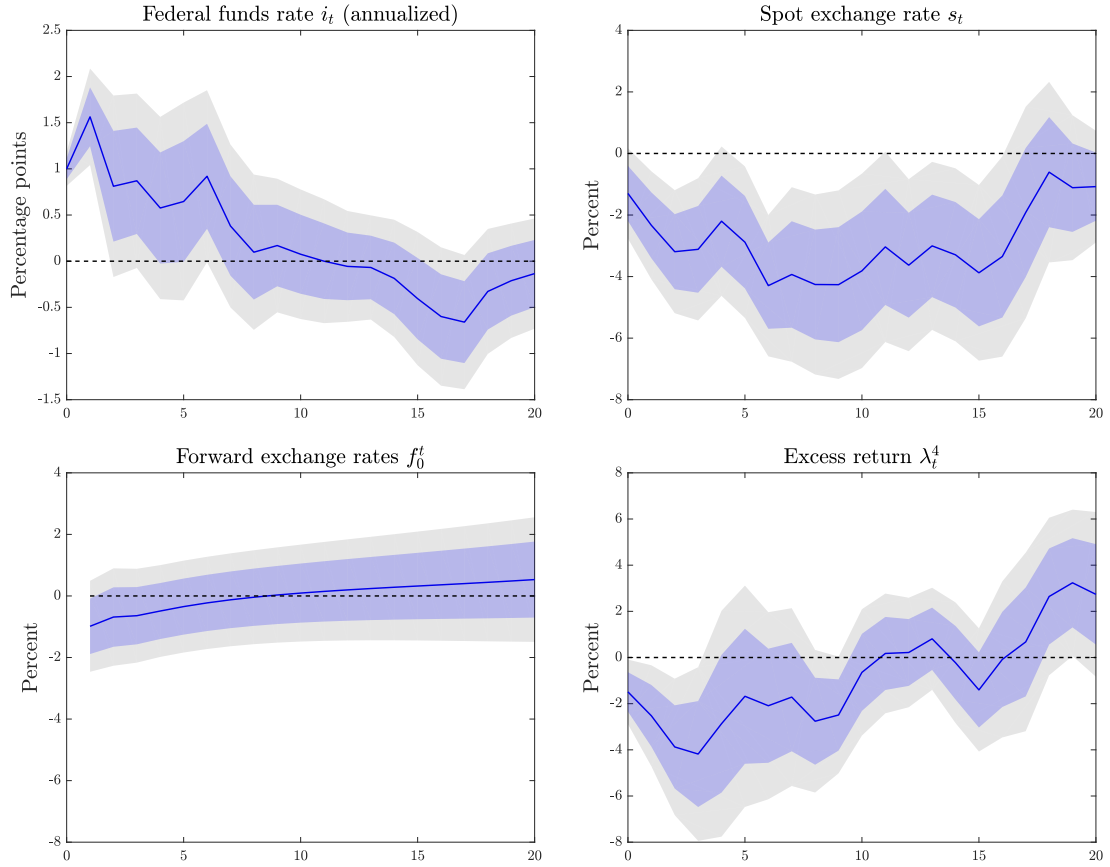 Federal funds rate i_t (annualized)
Percentage points
2.5
2
1.5
1
0.5
0
-0.5
-1
-1.5
0 5 10 15 20
Spot exchange rate s_t
Percent
4
2
0
-2
-4
-6
-8
0 5 10 15 20
Forward exchange rates f_0^t
Percent
4
2
0
-2
-4
-6
-8
0 5 10 15 20
Excess return λ_t^4
Percent
8
6
4
2
0
-2
-4
-6
-8
0 5 10 15 20